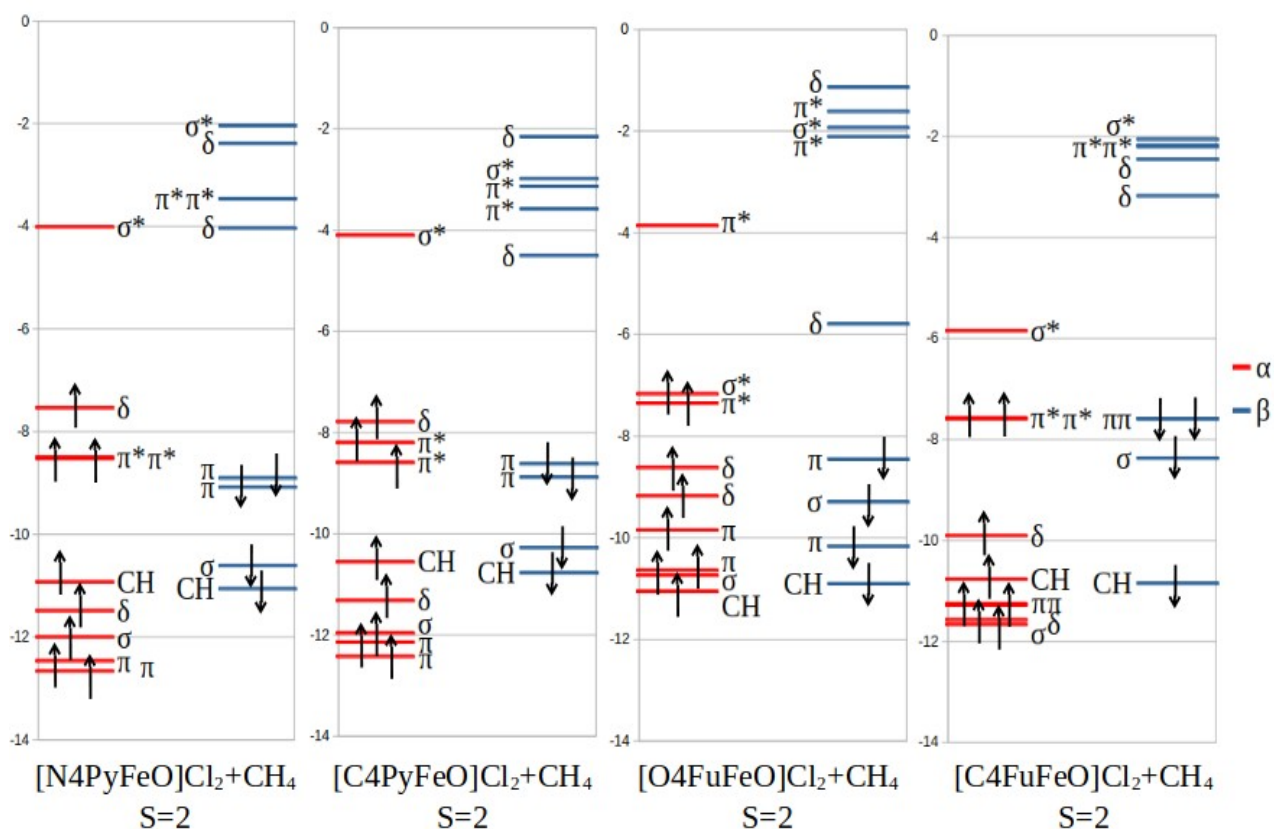 0
-2
-4
-6
-8
-10
-12
-14
σ*
δ
π*π*
δ
σ*
δ
π*π*
π
π
CH
δ
σ
π π
σ
CH
[N4PyFeO]Cl₂+CH₄
S=2
0
-2
-4
-6
-8
-10
-12
-14
δ
σ*
π*
π*
δ
σ*
δ
π*
π*
π
π
CH
δ
σ
π
π
σ
CH
[C4PyFeO]Cl₂+CH₄
S=2
0
-2
-4
-6
-8
-10
-12
-14
δ
π*
σ*
π*
π*
δ
σ*
π*
δ
δ
π
π
σ
CH
π
σ
π
CH
[O4FuFeO]Cl₂+CH₄
S=2
0
-2
-4
-6
-8
-10
-12
-14
σ*
π*π*
δ
δ
σ*
π*π* ππ
σ
δ
CH
ππ
σδ
CH
[C4FuFeO]Cl₂+CH₄
S=2
α
β